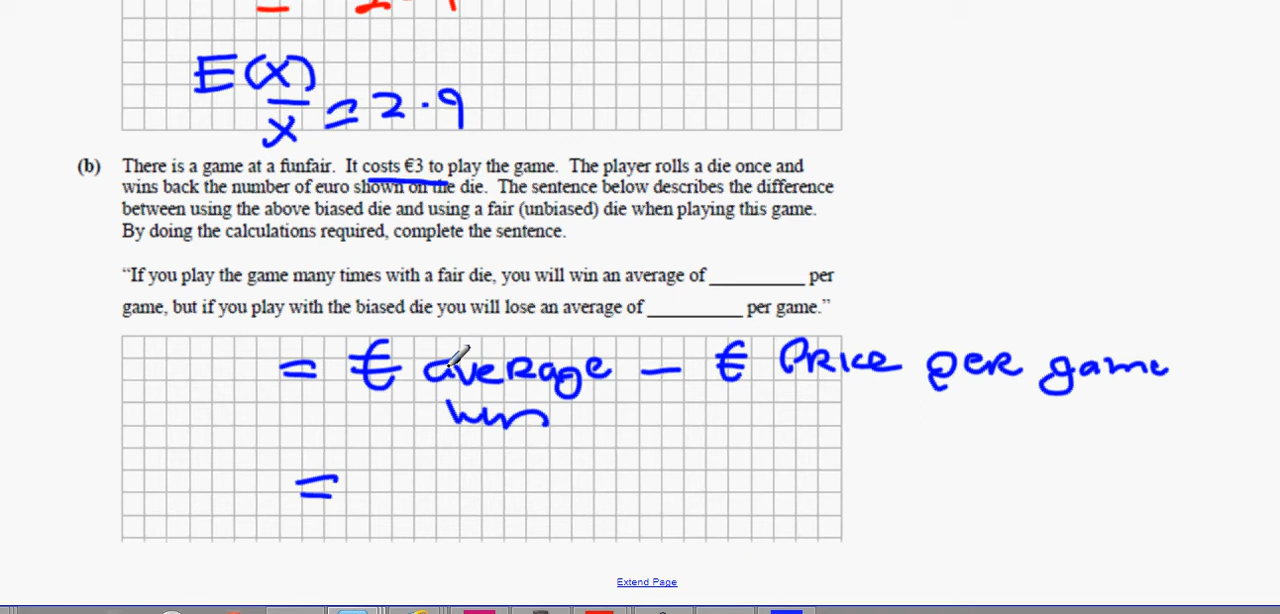 E(x)
x = 2.9
(b) There is a game at a funfair. It costs €3 to play the game. The player rolls a die once and
wins back the number of euro shown on the die. The sentence below describes the difference
between using the above biased die and using a fair (unbiased) die when playing this game.
By doing the calculations required, complete the sentence.
“If you play the game many times with a fair die, you will win an average of _________ per
game, but if you play with the biased die you will lose an average of _________ per game.”
= € average – € Price per game
win
=
Extend Page